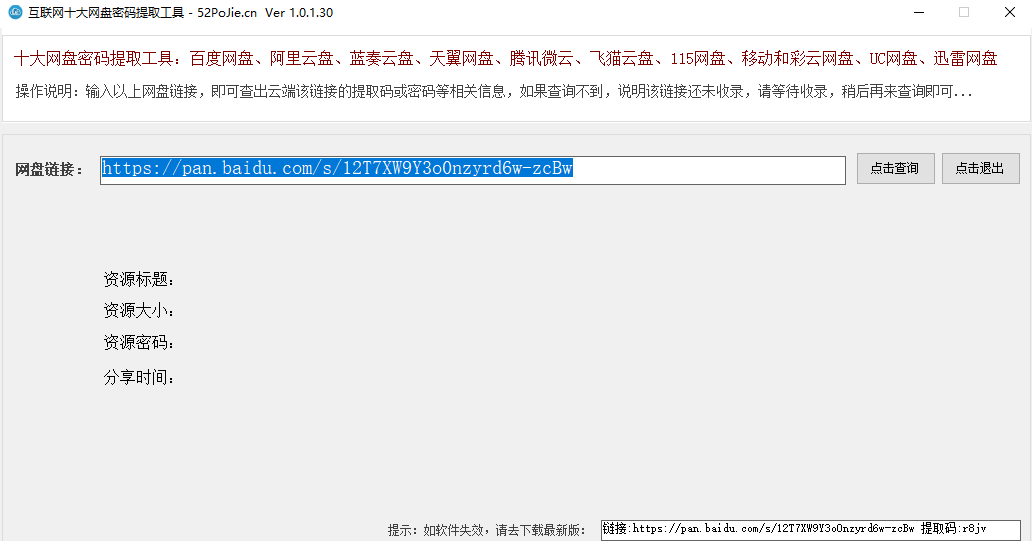 互联网十大网盘密码提取工具 - 52PoJie.cn Ver 1.0.1.30
十大网盘密码提取工具：百度网盘、阿里云盘、蓝奏云盘、天翼网盘、腾讯微云、飞猫云盘、115网盘、移动和彩云网盘、UC网盘、迅雷网盘
操作说明：输入以上网盘链接，即可查出云端该链接的提取码或密码等相关信息，如果查询不到，说明该链接还未收录，请等待收录，稍后再来查询即可...
网盘链接： https://pan.baidu.com/s/12T7XW9Y3oOnzyrd6w-zcBw 点击查询 点击退出
资源标题：
资源大小：
资源密码：
分享时间：
提示：如软件失效，请去下载最新版： 链接:https://pan.baidu.com/s/12T7XW9Y3oOnzyrd6w-zcBw 提取码:r8jv